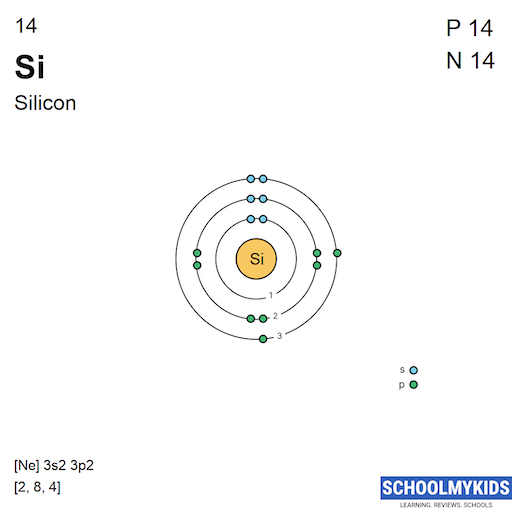 14
P 14
Si
N 14
Silicon
Si
1
2
3
s
p
[Ne] 3s2 3p2
[2, 8, 4]
SCHOOLMYKIDS
LEARNING. REVIEWS. SCHOOLS